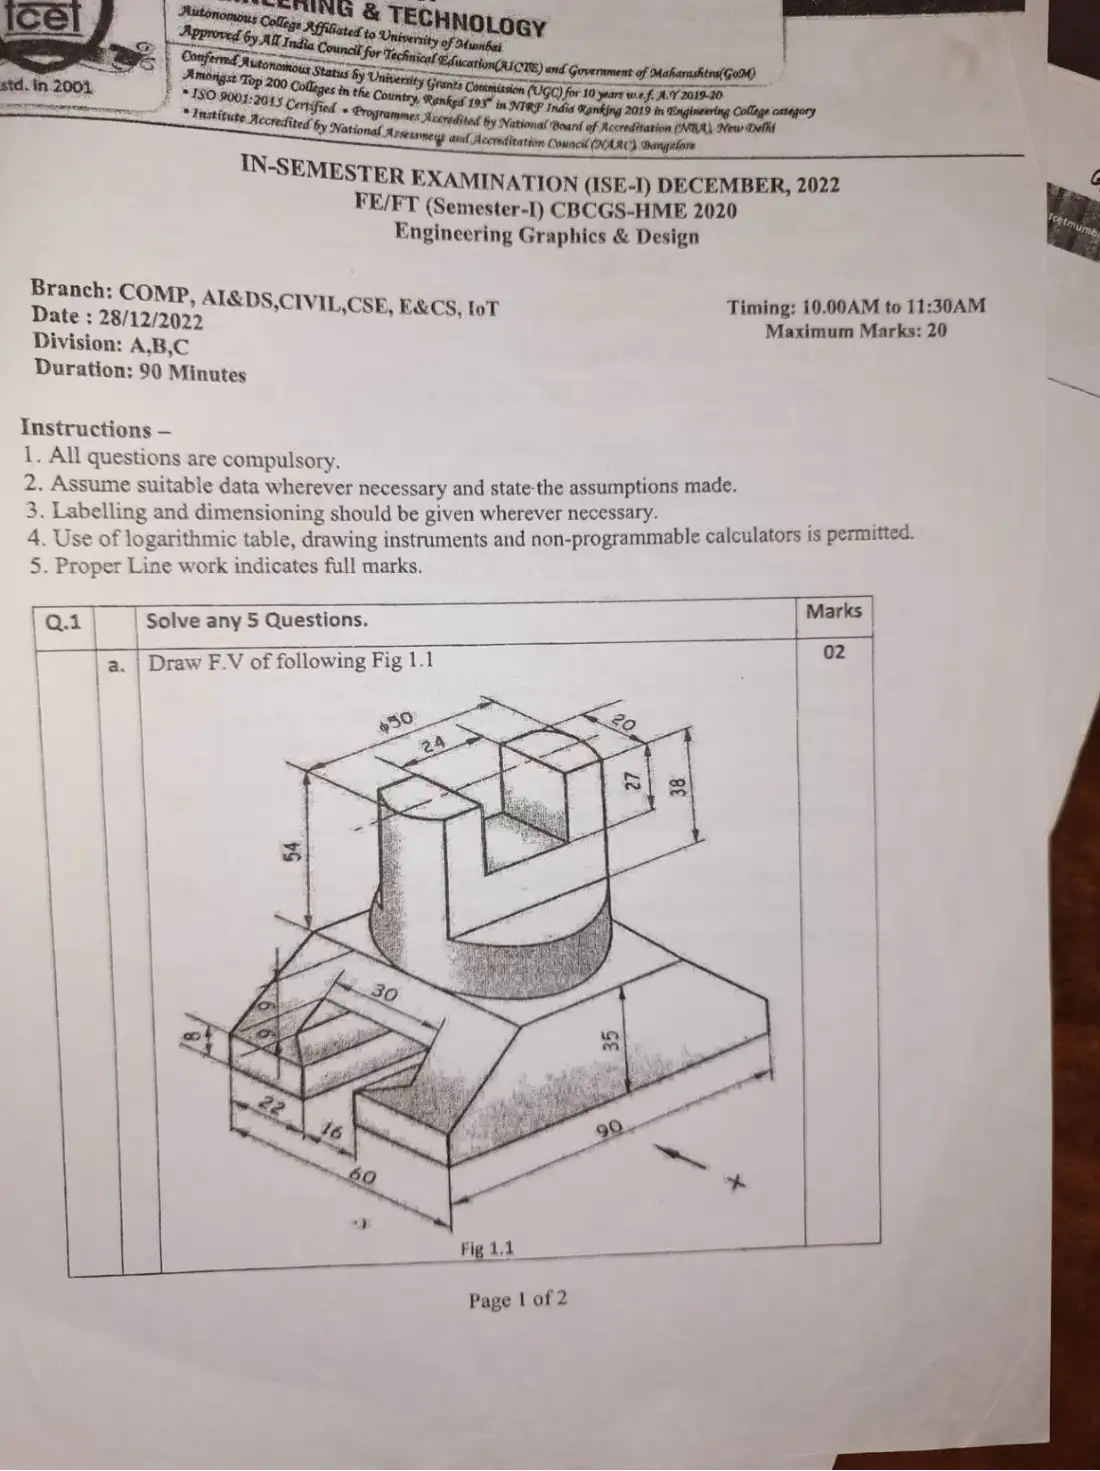 tcet
std. in 2001
ERING & TECHNOLOGY
Autonomous College Affiliated to University of Mumbai
Approved by All India Council for Technical Education(AICTE) and Government of Maharashtra(GoM)
Conferred Autonomous Status by University Grants Commission (UGC) for 10 years w.e.f. A.Y 2019-20
Amongst Top 200 Colleges in the Country, Ranked 193rd in NIRF India Ranking 2019 in Engineering College category
• ISO 9001:2015 Certified • Programmes Accredited by National Board of Accreditation (NBA), New Delhi
• Institute Accredited by National Assessment and Accreditation Council (NAAC), Bangalore
tcetmumb
IN-SEMESTER EXAMINATION (ISE-I) DECEMBER, 2022
FE/FT (Semester-I) CBCGS-HME 2020
Engineering Graphics & Design
Branch: COMP, AI&DS,CIVIL,CSE, E&CS, IoT
Timing: 10.00AM to 11:30AM
Date : 28/12/2022
Maximum Marks: 20
Division: A,B,C
Duration: 90 Minutes
Instructions –
1. All questions are compulsory.
2. Assume suitable data wherever necessary and state the assumptions made.
3. Labelling and dimensioning should be given wherever necessary.
4. Use of logarithmic table, drawing instruments and non-programmable calculators is permitted.
5. Proper Line work indicates full marks.
Q.1 Solve any 5 Questions. Marks
a. Draw F.V of following Fig 1.1 02
ϕ50
20
24
27
38
54
30
9
9
8
35
22
16
90
60
X
Fig 1.1
Page 1 of 2